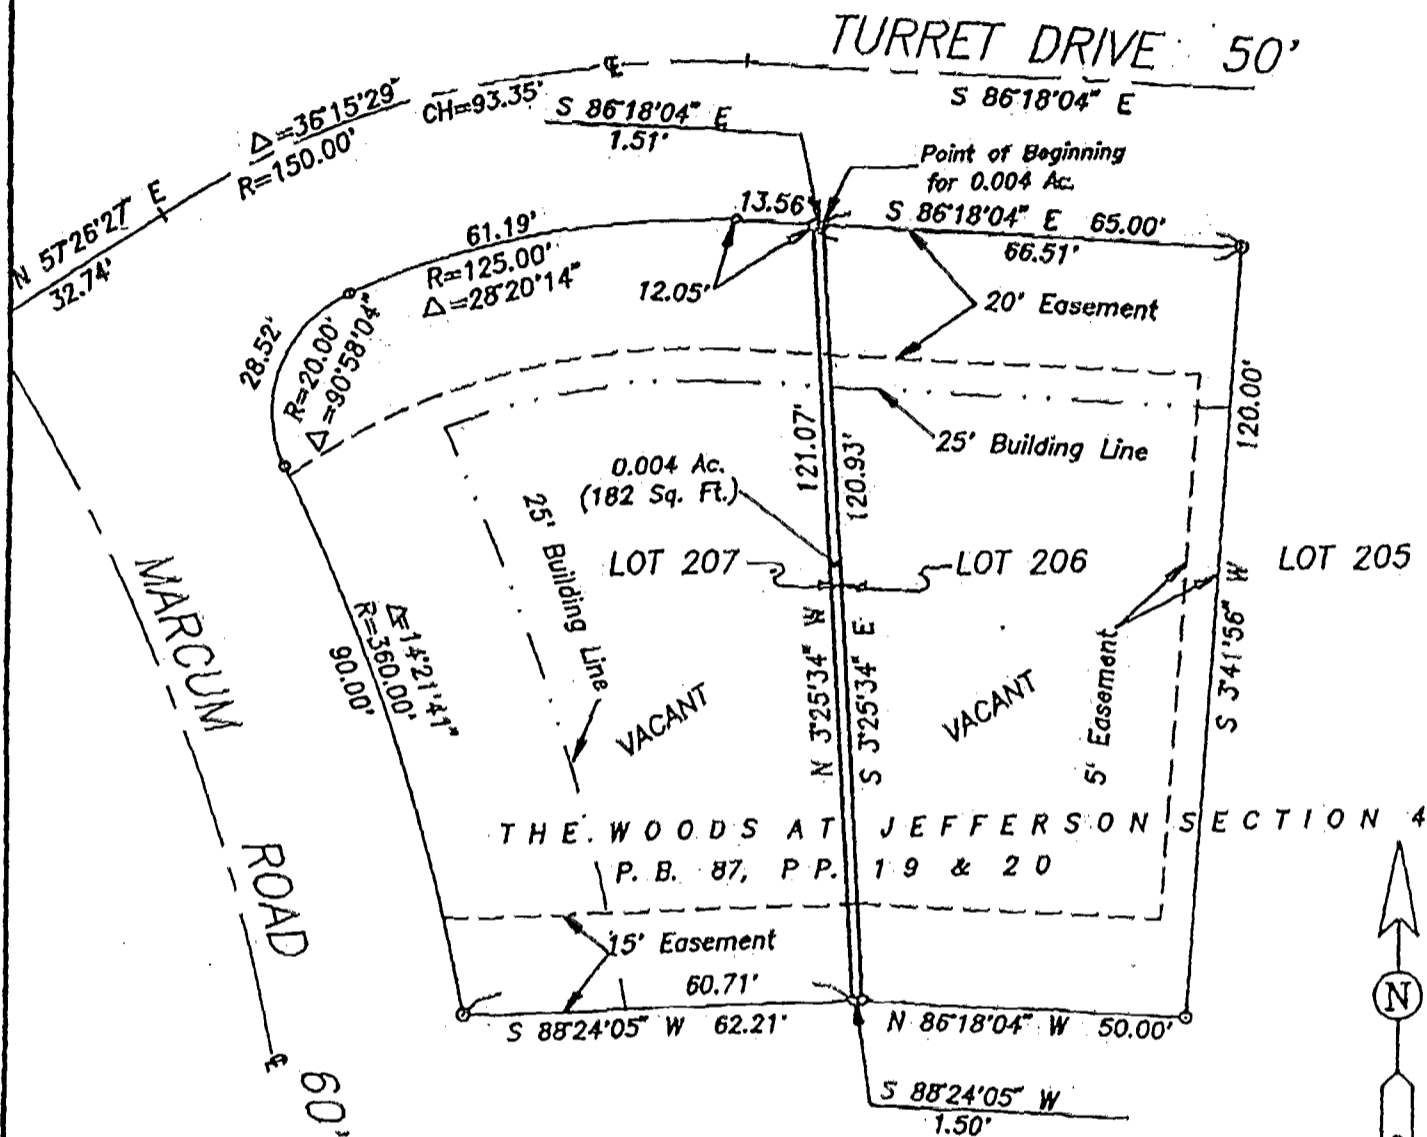 TURRET DRIVE 50'
℄
S 86°18'04" E
Δ=36°15'29"
R=150.00'
CH=93.35'
S 86°18'04" E
1.51'
Point of Beginning
for 0.004 Ac.
N 57°26'27" E
32.74'
13.56
S 86°18'04" E 65.00'
66.51'
61.19'
R=125.00'
Δ=28°20'14"
12.05'
20' Easement
28.52'
R=20.00'
Δ=90°58'04"
120.00'
25' Building Line
121.07'
120.93'
0.004 Ac.
(182 Sq. Ft.)
25' Building Line
LOT 207
LOT 206
LOT 205
MARCUM
Δ=14°21'41"
R=360.00'
90.00'
N 3°25'34" W
S 3°25'34" E
S 3°41'56" W
5' Easement
VACANT
VACANT
THE WOODS AT JEFFERSON SECTION 4
P.B. 87, PP. 19 & 20
ROAD
15' Easement
60.71'
S 88°24'05" W 62.21'
N 86°18'04" W 50.00'
N
℄
60'
S 88°24'05" W
1.50'